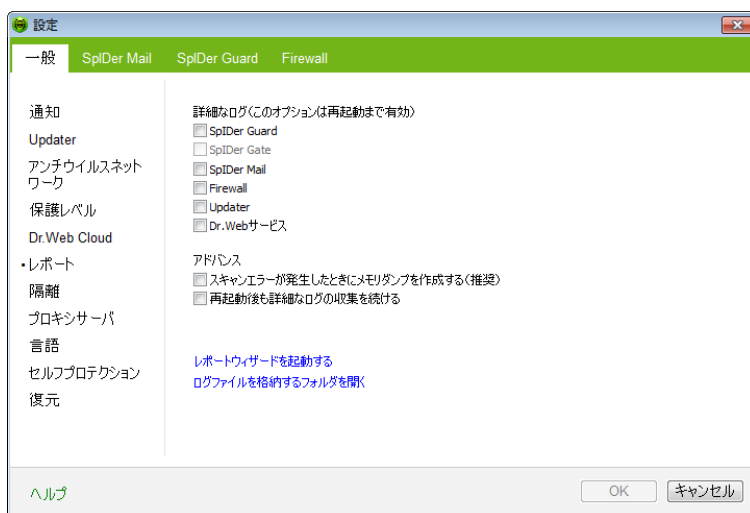 設定
一般 SpIDer Mail SpIDer Guard Firewall
通知
Updater
アンチウイルスネット
ワーク
保護レベル
Dr.Web Cloud
・レポート
隔離
プロキシサーバ
言語
セルフプロテクション
復元
詳細なログ(このオプションは再起動まで有効)
SpIDer Guard
SpIDer Gate
SpIDer Mail
Firewall
Updater
Dr.Webサービス
アドバンス
スキャンエラーが発生したときにメモリダンプを作成する(推奨)
再起動後も詳細なログの収集を続ける
レポートウィザードを起動する
ログファイルを格納するフォルダを開く
ヘルプ
OK キャンセル